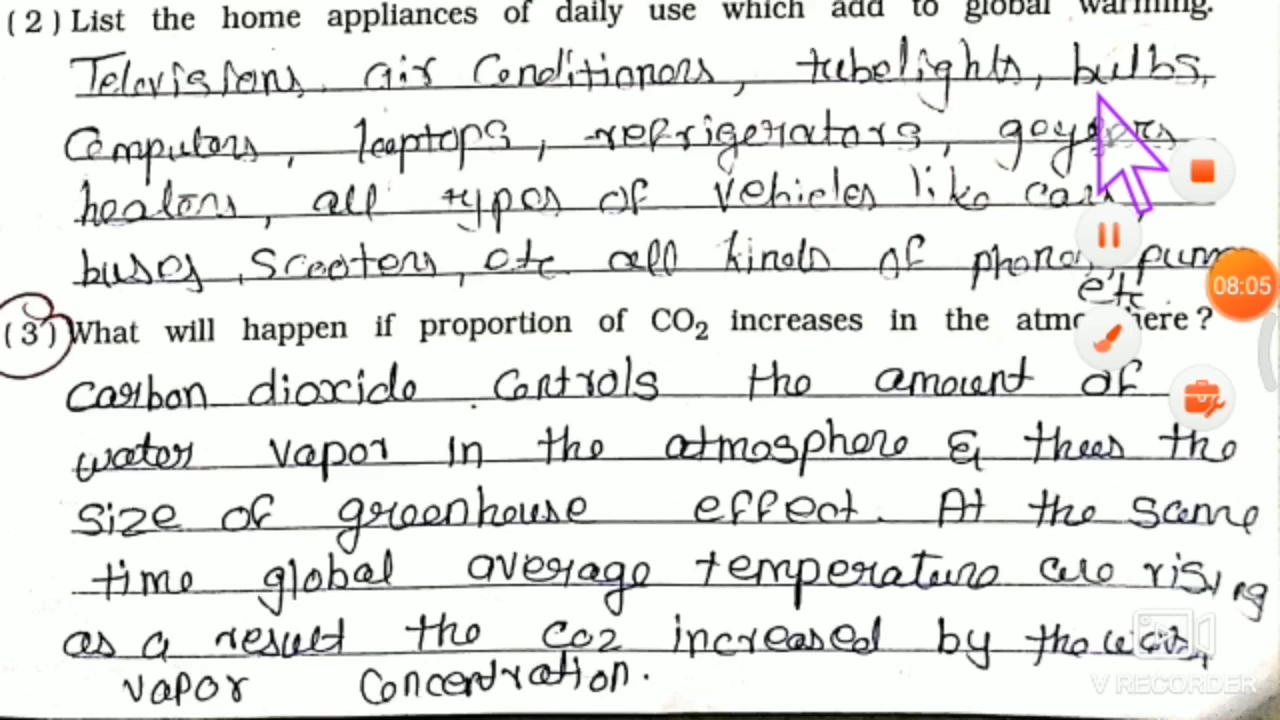 (2) List the home appliances of daily use which add to global warming.
Televisions, air Conditioners, tubelights, bulbs,
Computers, laptops, refrigerators,
heaters, all types of vehicles like
buses, scooters, etc all kinds of
etc
(3) What will happen if proportion of CO2 increases in the
08:05
Carbon dioxide Controls the amount of
water vapor in the atmosphere & thees the
size of greenhouse effect. At the same
time global average temperature are rising
as a result the CO2 increased by the
vapor concentration.
V RECORDER